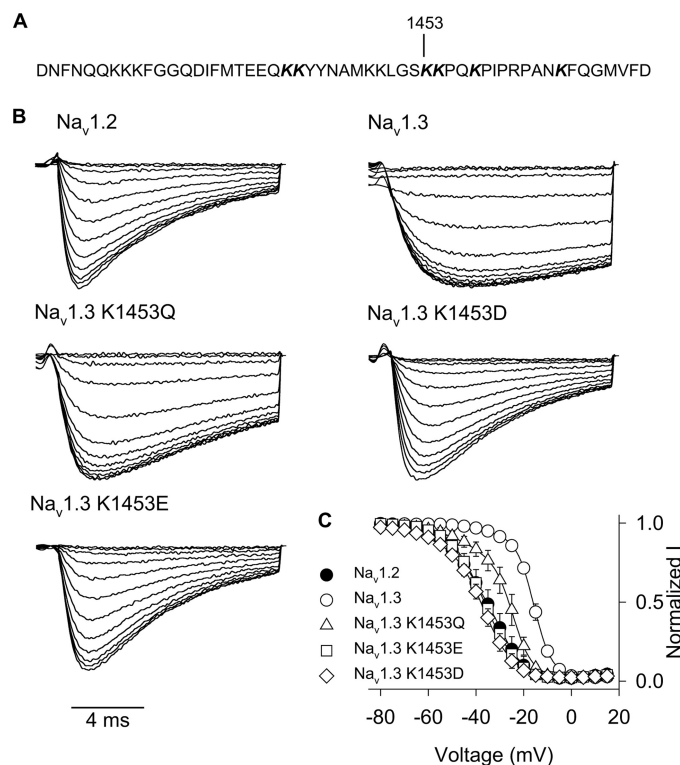 A
1453
DNFNQQKKKFGGQDIFMTEEQKKYYNAMKKLGSKKPQKPIPRPANKFQGMVFD
B
Nav1.2
Nav1.3
Nav1.3 K1453Q
Nav1.3 K1453D
Nav1.3 K1453E
4 ms
C
Nav1.2
Nav1.3
Nav1.3 K1453Q
Nav1.3 K1453E
Nav1.3 K1453D
1.0
0.5
0.0
Normalized I
-80 -60 -40 -20 0 20
Voltage (mV)